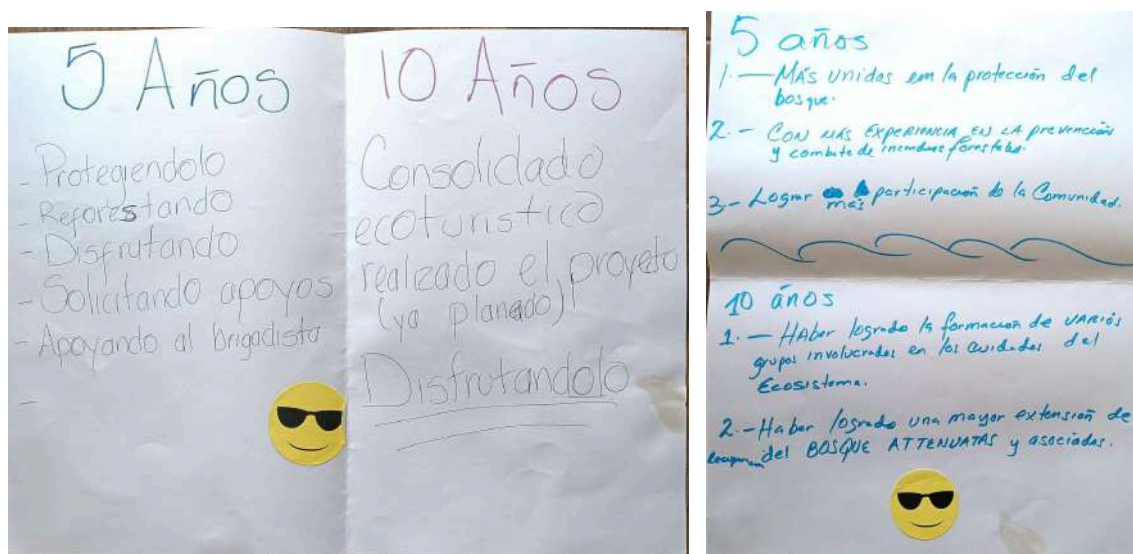 5 Años
- Protegiendolo
- Reforestando
- Disfrutando
- Solicitando apoyos
- Apoyando al brigadista
-
10 Años
Consolidado
ecoturistico
realizado el proyeto
(ya planeado)
Disfrutandolo
5 años
1.- Más unidos em la protección del
bosque.
2.- CON MÁS EXPERIENCIA EN LA prevención
y combate de incendios forestales.
3.- Lograr más participación de la Comunidad.
10 años
1.- HABER logrado la formación de VARIOS
grupos involucrados en los cuidados del
Ecosistema.
2.- Haber logrado una mayor extensión de
del BOSQUE ATTENUATAS y asociadas.